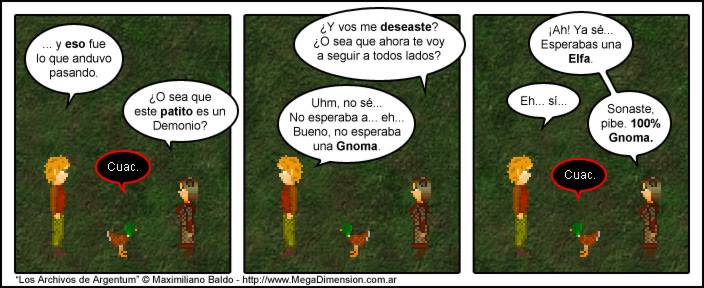 ... y eso fue
lo que anduvo
pasando.
¿O sea que
este patito es un
Demonio?
Cuac.
¿Y vos me deseaste?
¿O sea que ahora te voy
a seguir a todos lados?
Uhm, no sé...
No esperaba a... eh...
Bueno, no esperaba
una Gnoma.
¡Ah! Ya sé...
Esperabas una
Elfa.
Eh... sí...
Sonaste,
pibe. 100%
Gnoma.
Cuac.
"Los Archivos de Argentum" © Maximiliano Baldo - http://www.MegaDimension.com.ar